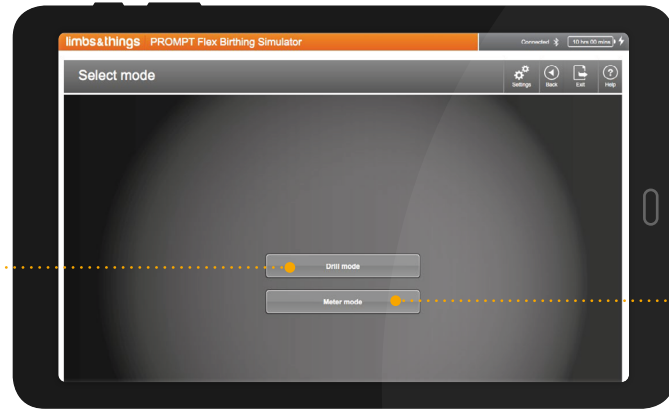 limbs&things PROMPT Flex Birthing Simulator
Connected 10 hrs 00 mins
Select mode
Settings Back Exit Help
Drill mode
Meter mode